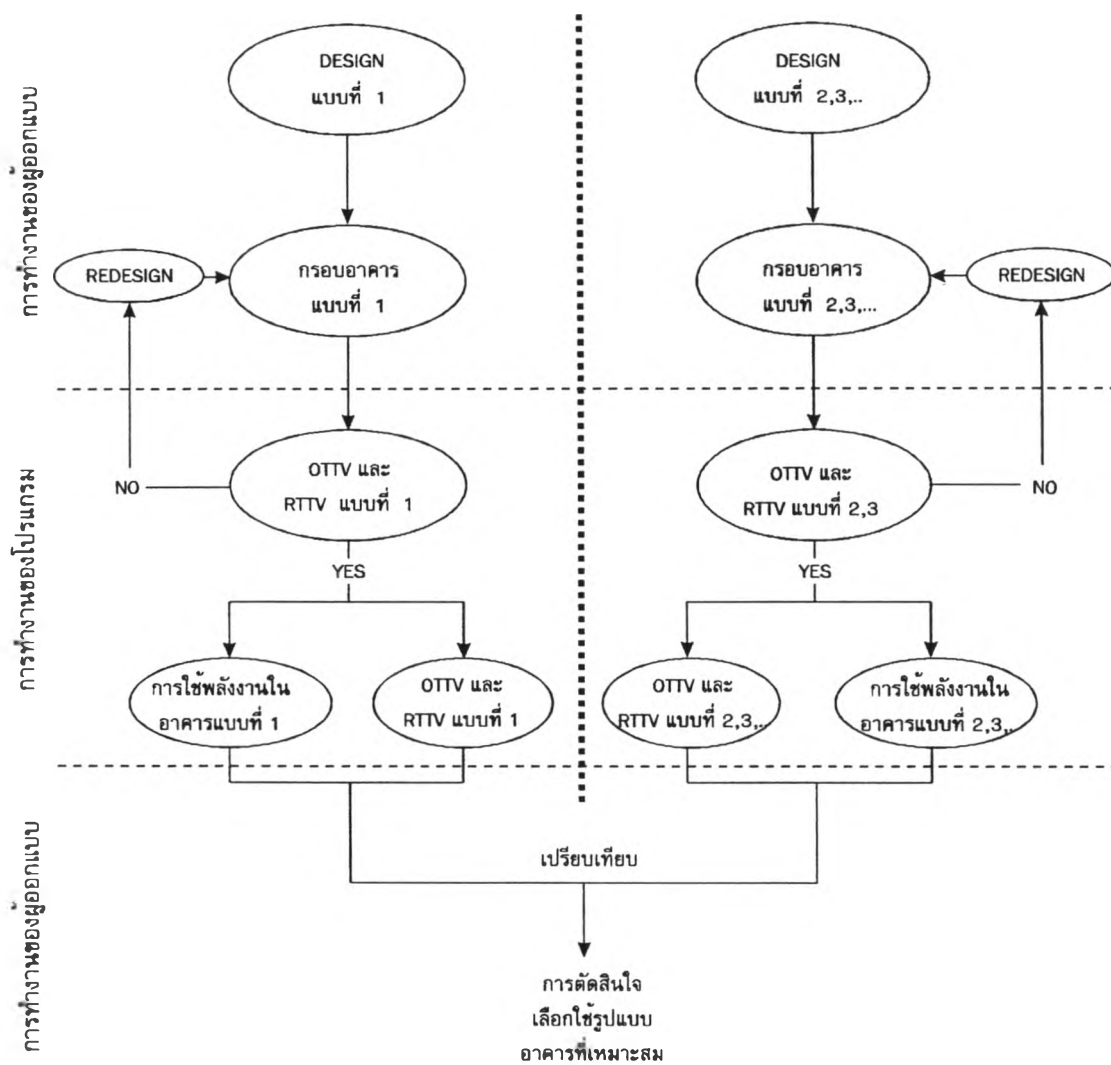 การทำงานของผู้ออกแบบ
DESIGN
แบบที่ 1
DESIGN
แบบที่ 2,3,..
REDESIGN
กรอบอาคาร
แบบที่ 1
กรอบอาคาร
แบบที่ 2,3,...
REDESIGN
การทำงานของโปรแกรม
NO
OTTV และ
RTTV แบบที่ 1
OTTV และ
RTTV แบบที่ 2,3
NO
YES
YES
การใช้พลังงานใน
อาคารแบบที่ 1
OTTV และ
RTTV แบบที่ 1
OTTV และ
RTTV แบบที่ 2,3,..
การใช้พลังงานใน
อาคารแบบที่ 2,3,..
การทำงานของผู้ออกแบบ
เปรียบเทียบ
การตัดสินใจ
เลือกใช้รูปแบบ
อาคารที่เหมาะสม